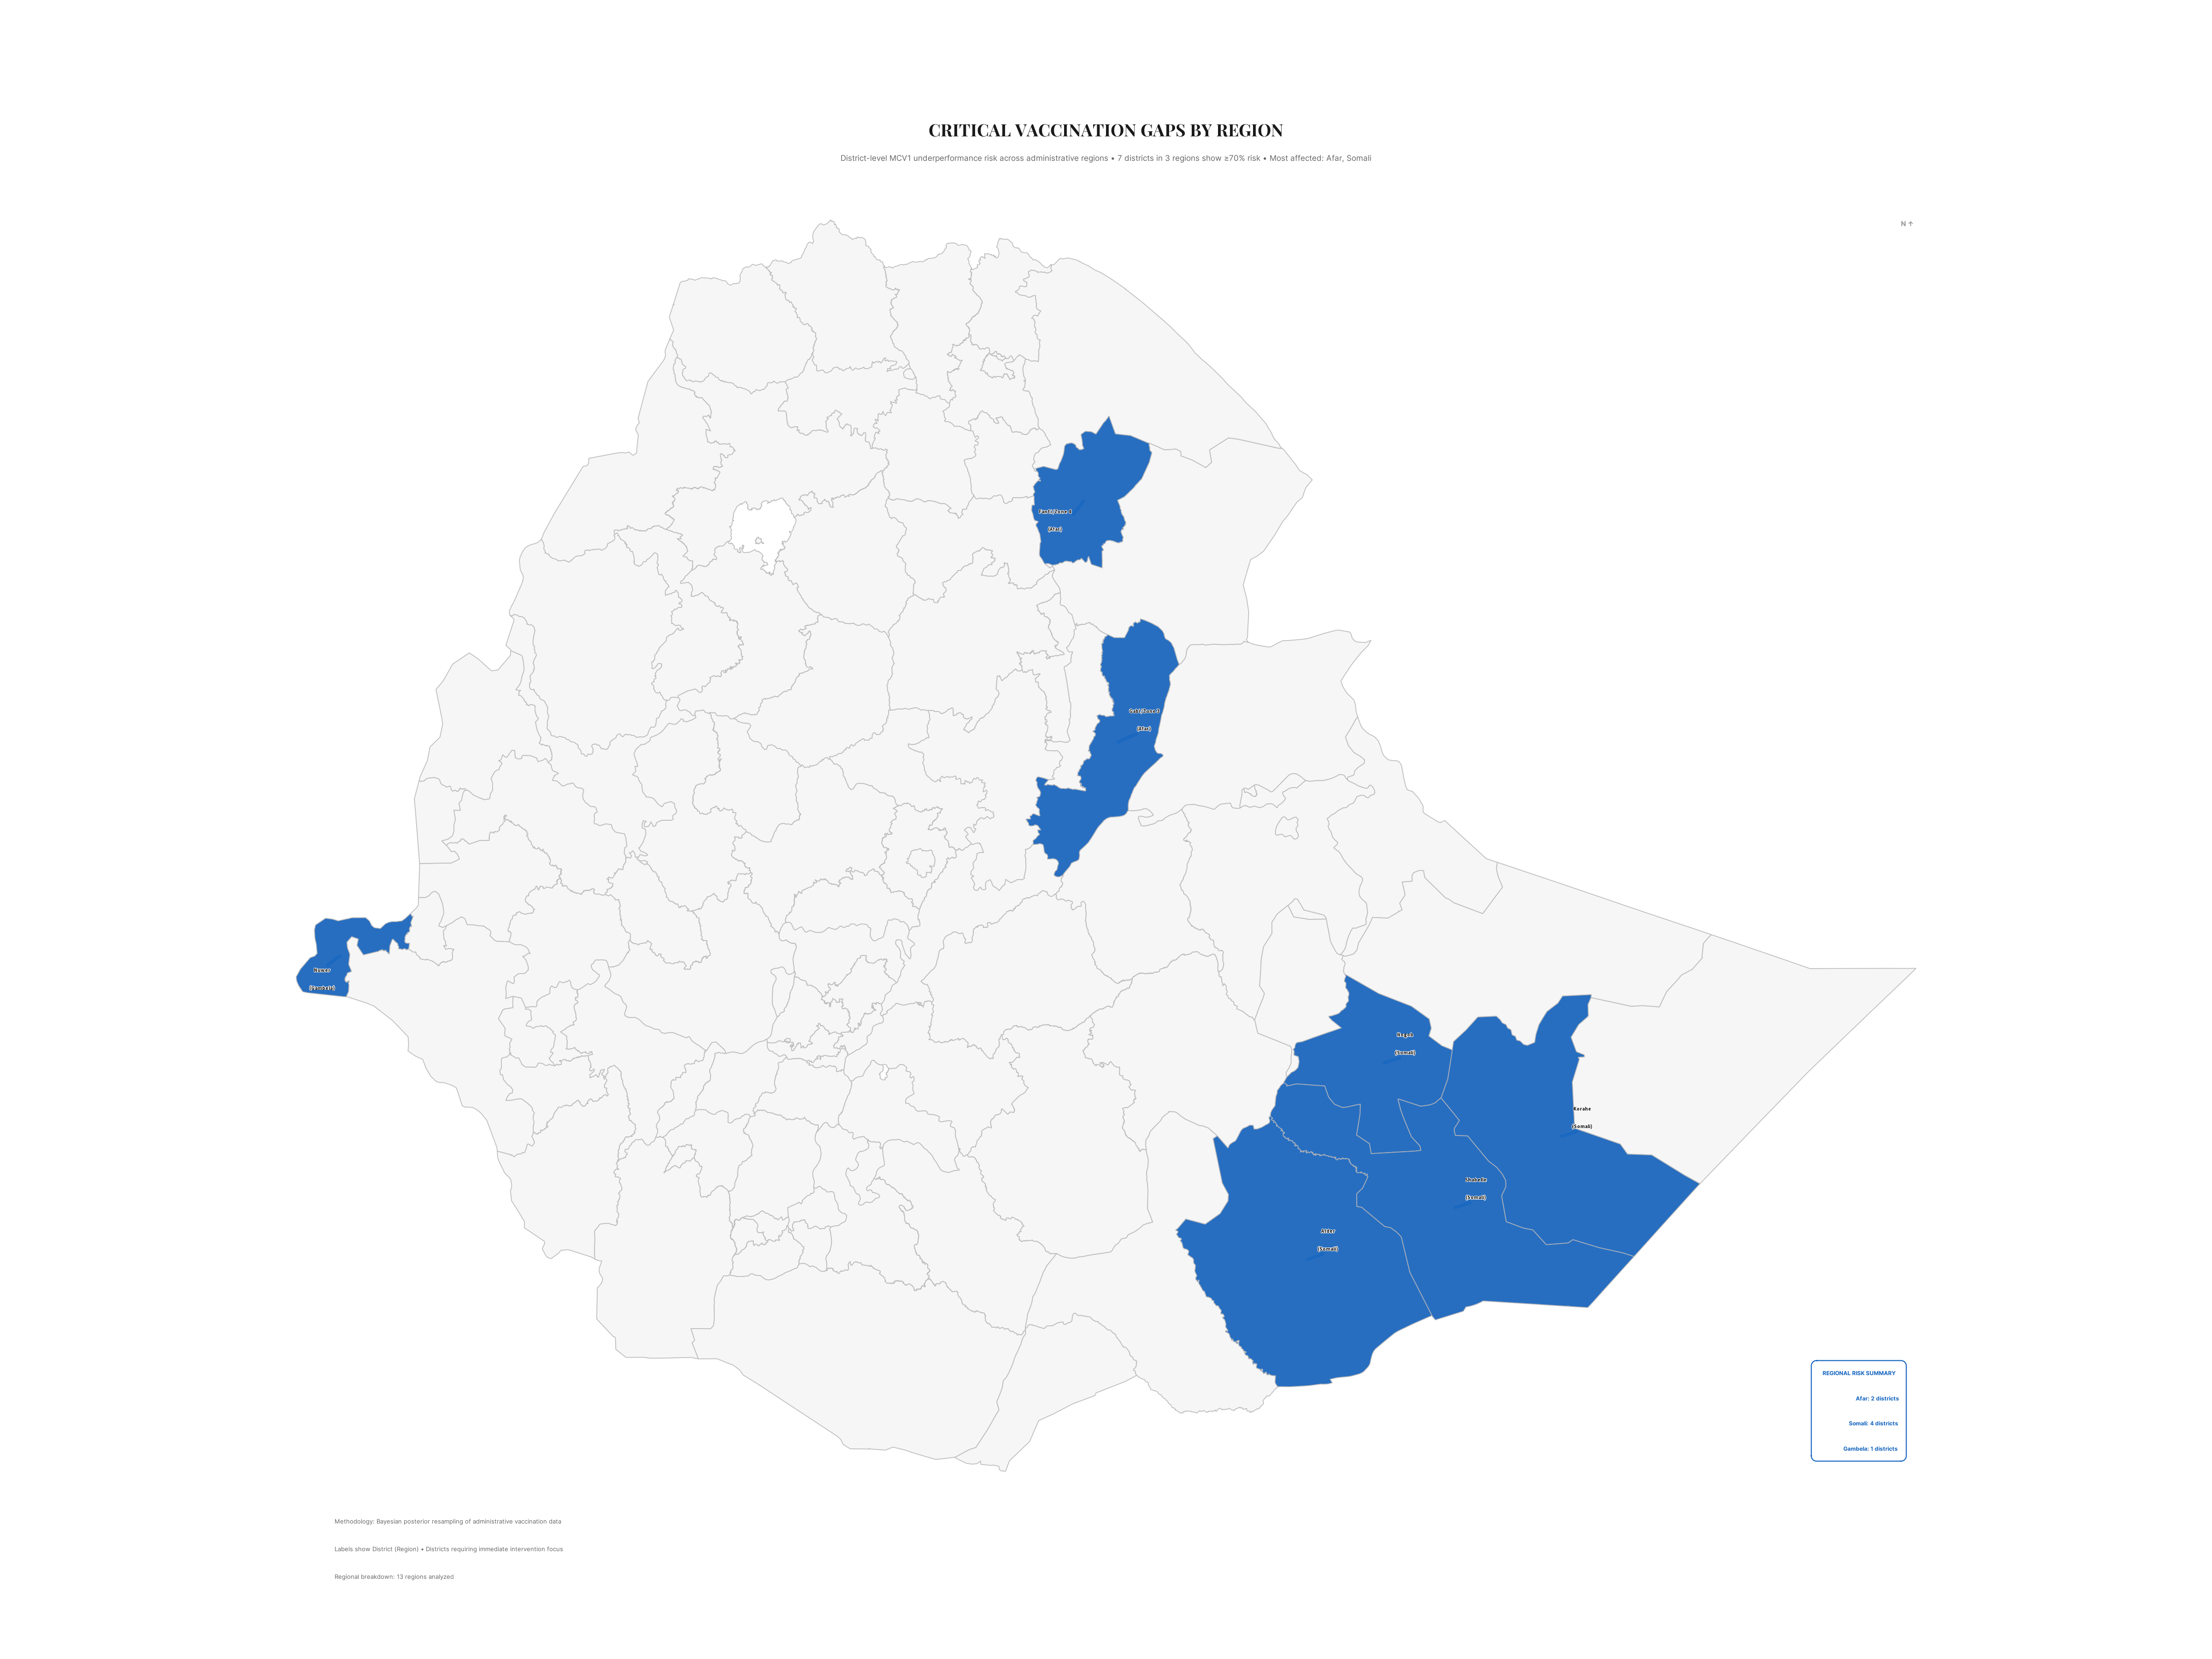 CRITICAL VACCINATION GAPS BY REGION
District-level MCV1 underperformance risk across administrative regions • 7 districts in 3 regions show ≥70% risk • Most affected: Afar, Somali
N ↑
Fanti/Zone 4
(Afar)
Gabi/Zone 3
(Afar)
Nuwer
(Gambela)
Nogob
(Somali)
Korahe
(Somali)
Shabelle
(Somali)
Afder
(Somali)
REGIONAL RISK SUMMARY
Afar: 2 districts
Somali: 4 districts
Gambela: 1 districts
Methodology: Bayesian posterior resampling of administrative vaccination data
Labels show District (Region) • Districts requiring immediate intervention focus
Regional breakdown: 13 regions analyzed